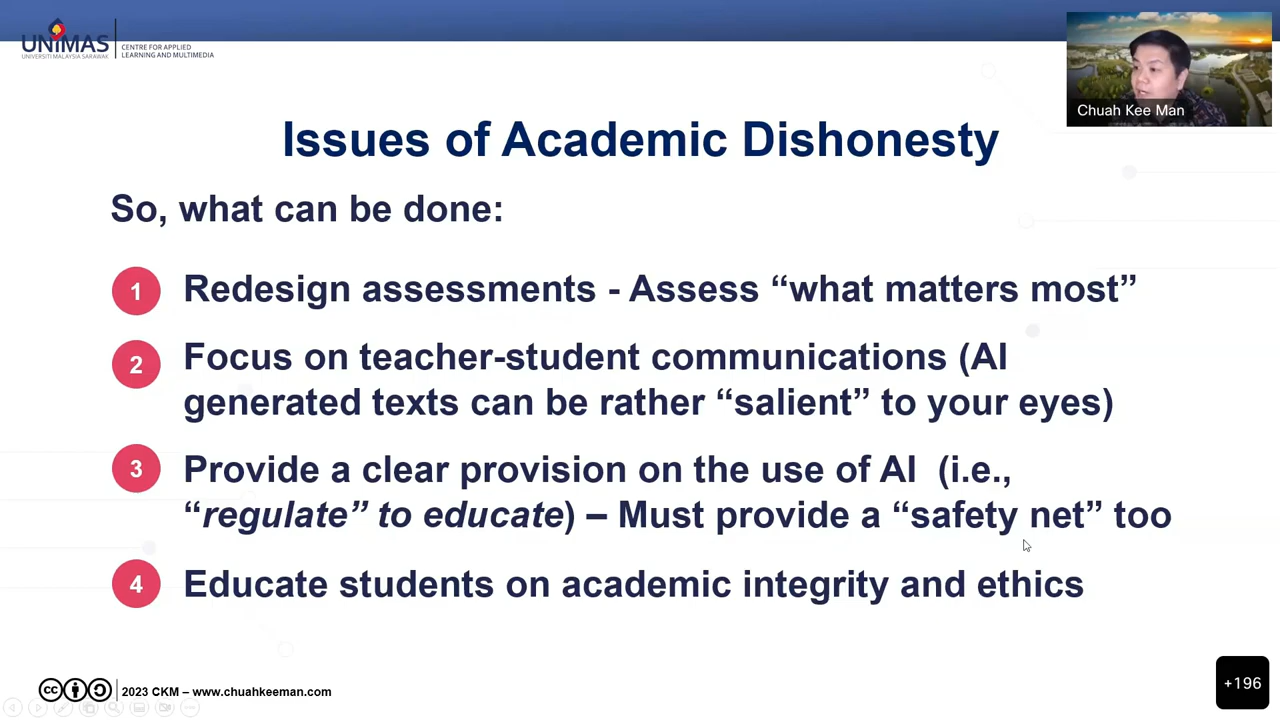 UNIMAS
UNIVERSITI MALAYSIA SARAWAK
CENTRE FOR APPLIED
LEARNING AND MULTIMEDIA
Chuah Kee Man
Issues of Academic Dishonesty
So, what can be done:
1 Redesign assessments - Assess “what matters most”
2 Focus on teacher-student communications (AI
generated texts can be rather “salient” to your eyes)
3 Provide a clear provision on the use of AI (i.e.,
“regulate” to educate) – Must provide a “safety net” too
4 Educate students on academic integrity and ethics
cc 2023 CKM – www.chuahkeeman.com
+196